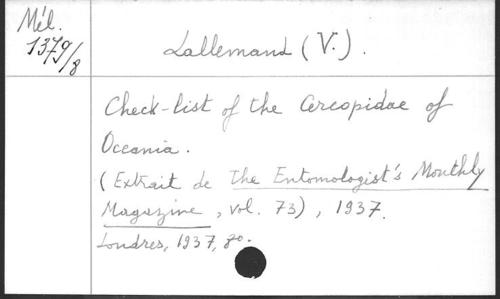 Mél.
1379/8
Lallemand (V.).
Check-list of the Cercopidae of
Oceania.
(Extrait de The Entomologist's Monthly
Magazine, vol. 73), 1937.
Londres, 1937, 8°.